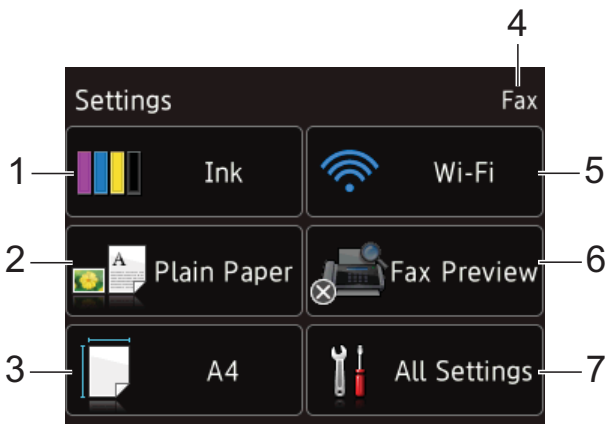 4
Settings Fax
1 Ink Wi-Fi 5
2 A Plain Paper Fax Preview 6
3 A4 All Settings 7